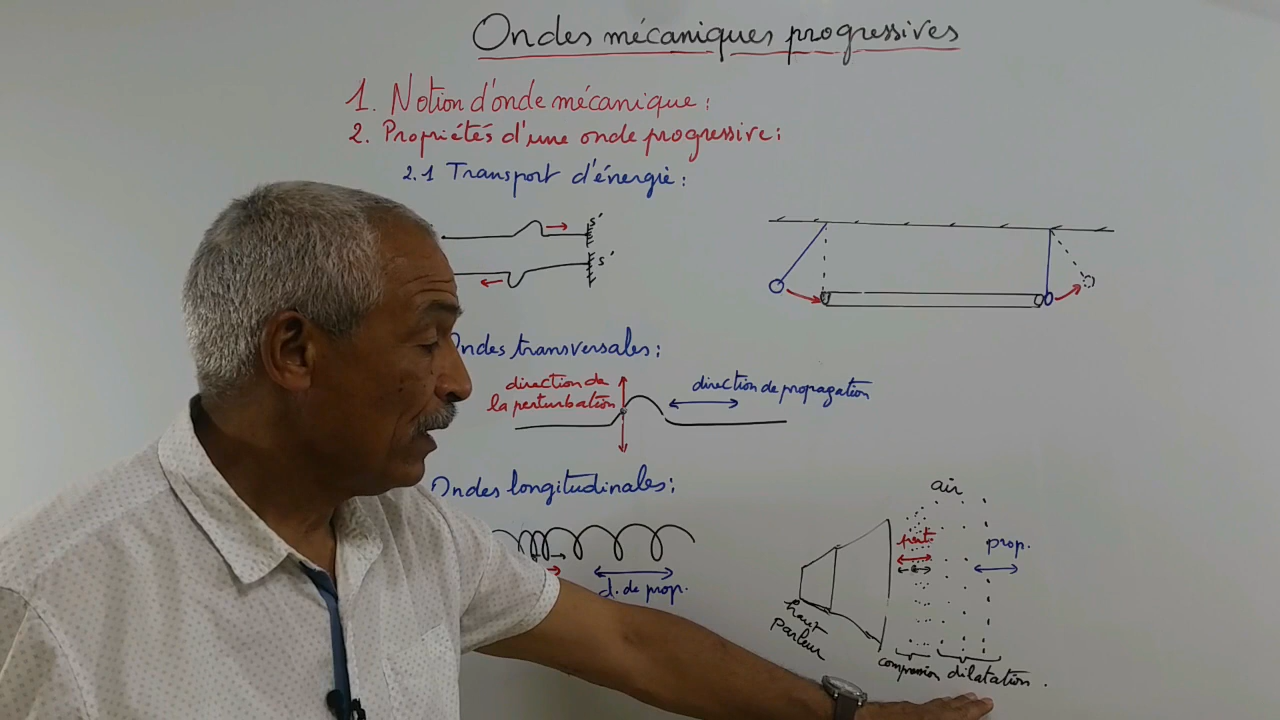 Ondes mécaniques progressives
1. Notion d'onde mécanique :
2. Propriétés d'une onde progressive :
2.1 Transport d'énergie :
S'
S'
Ondes transversales :
direction de
la perturbation
direction de propagation
Ondes longitudinales :
d. de prop.
air
pert.
prop.
haut
parleur
compression dilatation.